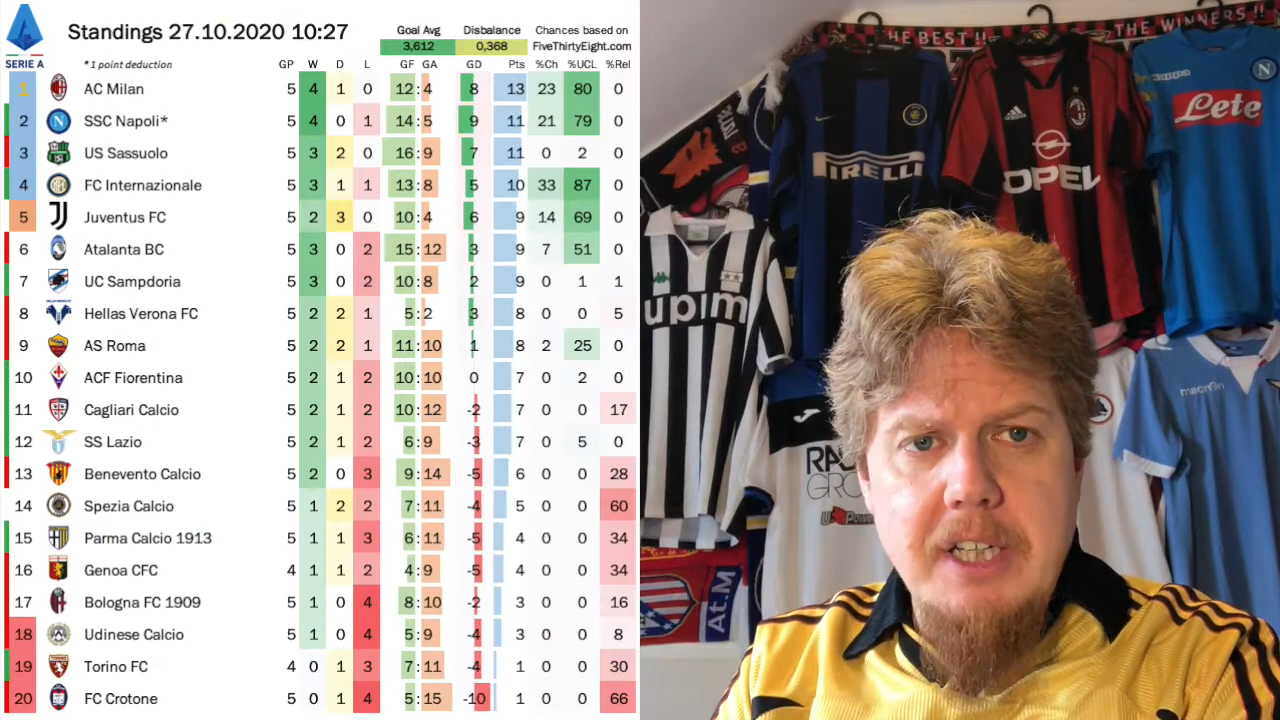 Standings 27.10.2020 10:27
Goal Avg Disbalance Chances based on
3,612 0,368 FiveThirtyEight.com
SERIE A * 1 point deduction GP W D L GF GA GD Pts %Ch %UCL %Rel
1 AC Milan 5 4 1 0 12:4 8 13 23 80 0
2 SSC Napoli* 5 4 0 1 14:5 9 11 21 79 0
3 US Sassuolo 5 3 2 0 16:9 7 11 0 2 0
4 FC Internazionale 5 3 1 1 13:8 5 10 33 87 0
5 Juventus FC 5 2 3 0 10:4 6 9 14 69 0
6 Atalanta BC 5 3 0 2 15:12 3 9 7 51 0
7 UC Sampdoria 5 3 0 2 10:8 2 9 0 1 1
8 Hellas Verona FC 5 2 2 1 5:2 3 8 0 0 5
9 AS Roma 5 2 2 1 11:10 1 8 2 25 0
10 ACF Fiorentina 5 2 1 2 10:10 0 7 0 2 0
11 Cagliari Calcio 5 2 1 2 10:12 -2 7 0 0 17
12 SS Lazio 5 2 1 2 6:9 -3 7 0 5 0
13 Benevento Calcio 5 2 0 3 9:14 -5 6 0 0 28
14 Spezia Calcio 5 1 2 2 7:11 -4 5 0 0 60
15 Parma Calcio 1913 5 1 1 3 6:11 -5 4 0 0 34
16 Genoa CFC 4 1 1 2 4:9 -5 4 0 0 34
17 Bologna FC 1909 5 1 0 4 8:10 -2 3 0 0 16
18 Udinese Calcio 5 1 0 4 5:9 -4 3 0 0 8
19 Torino FC 4 0 1 3 7:11 -4 1 0 0 30
20 FC Crotone 5 0 1 4 5:15 -10 1 0 0 66
THE BEST !! THE WINNERS !!
Kappa
Lete
PIRELLI
OPEL
upim
macron
At.M